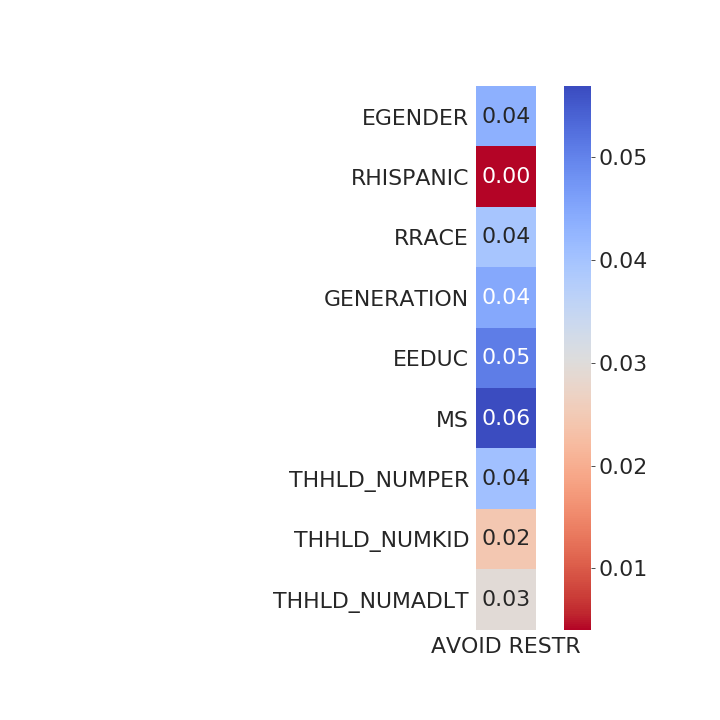 EGENDER 0.04
RHISPANIC 0.00
RRACE 0.04
GENERATION 0.04
EEDUC 0.05
MS 0.06
THHLD_NUMPER 0.04
THHLD_NUMKID 0.02
THHLD_NUMADLT 0.03
AVOID RESTR
0.05
0.04
0.03
0.02
0.01